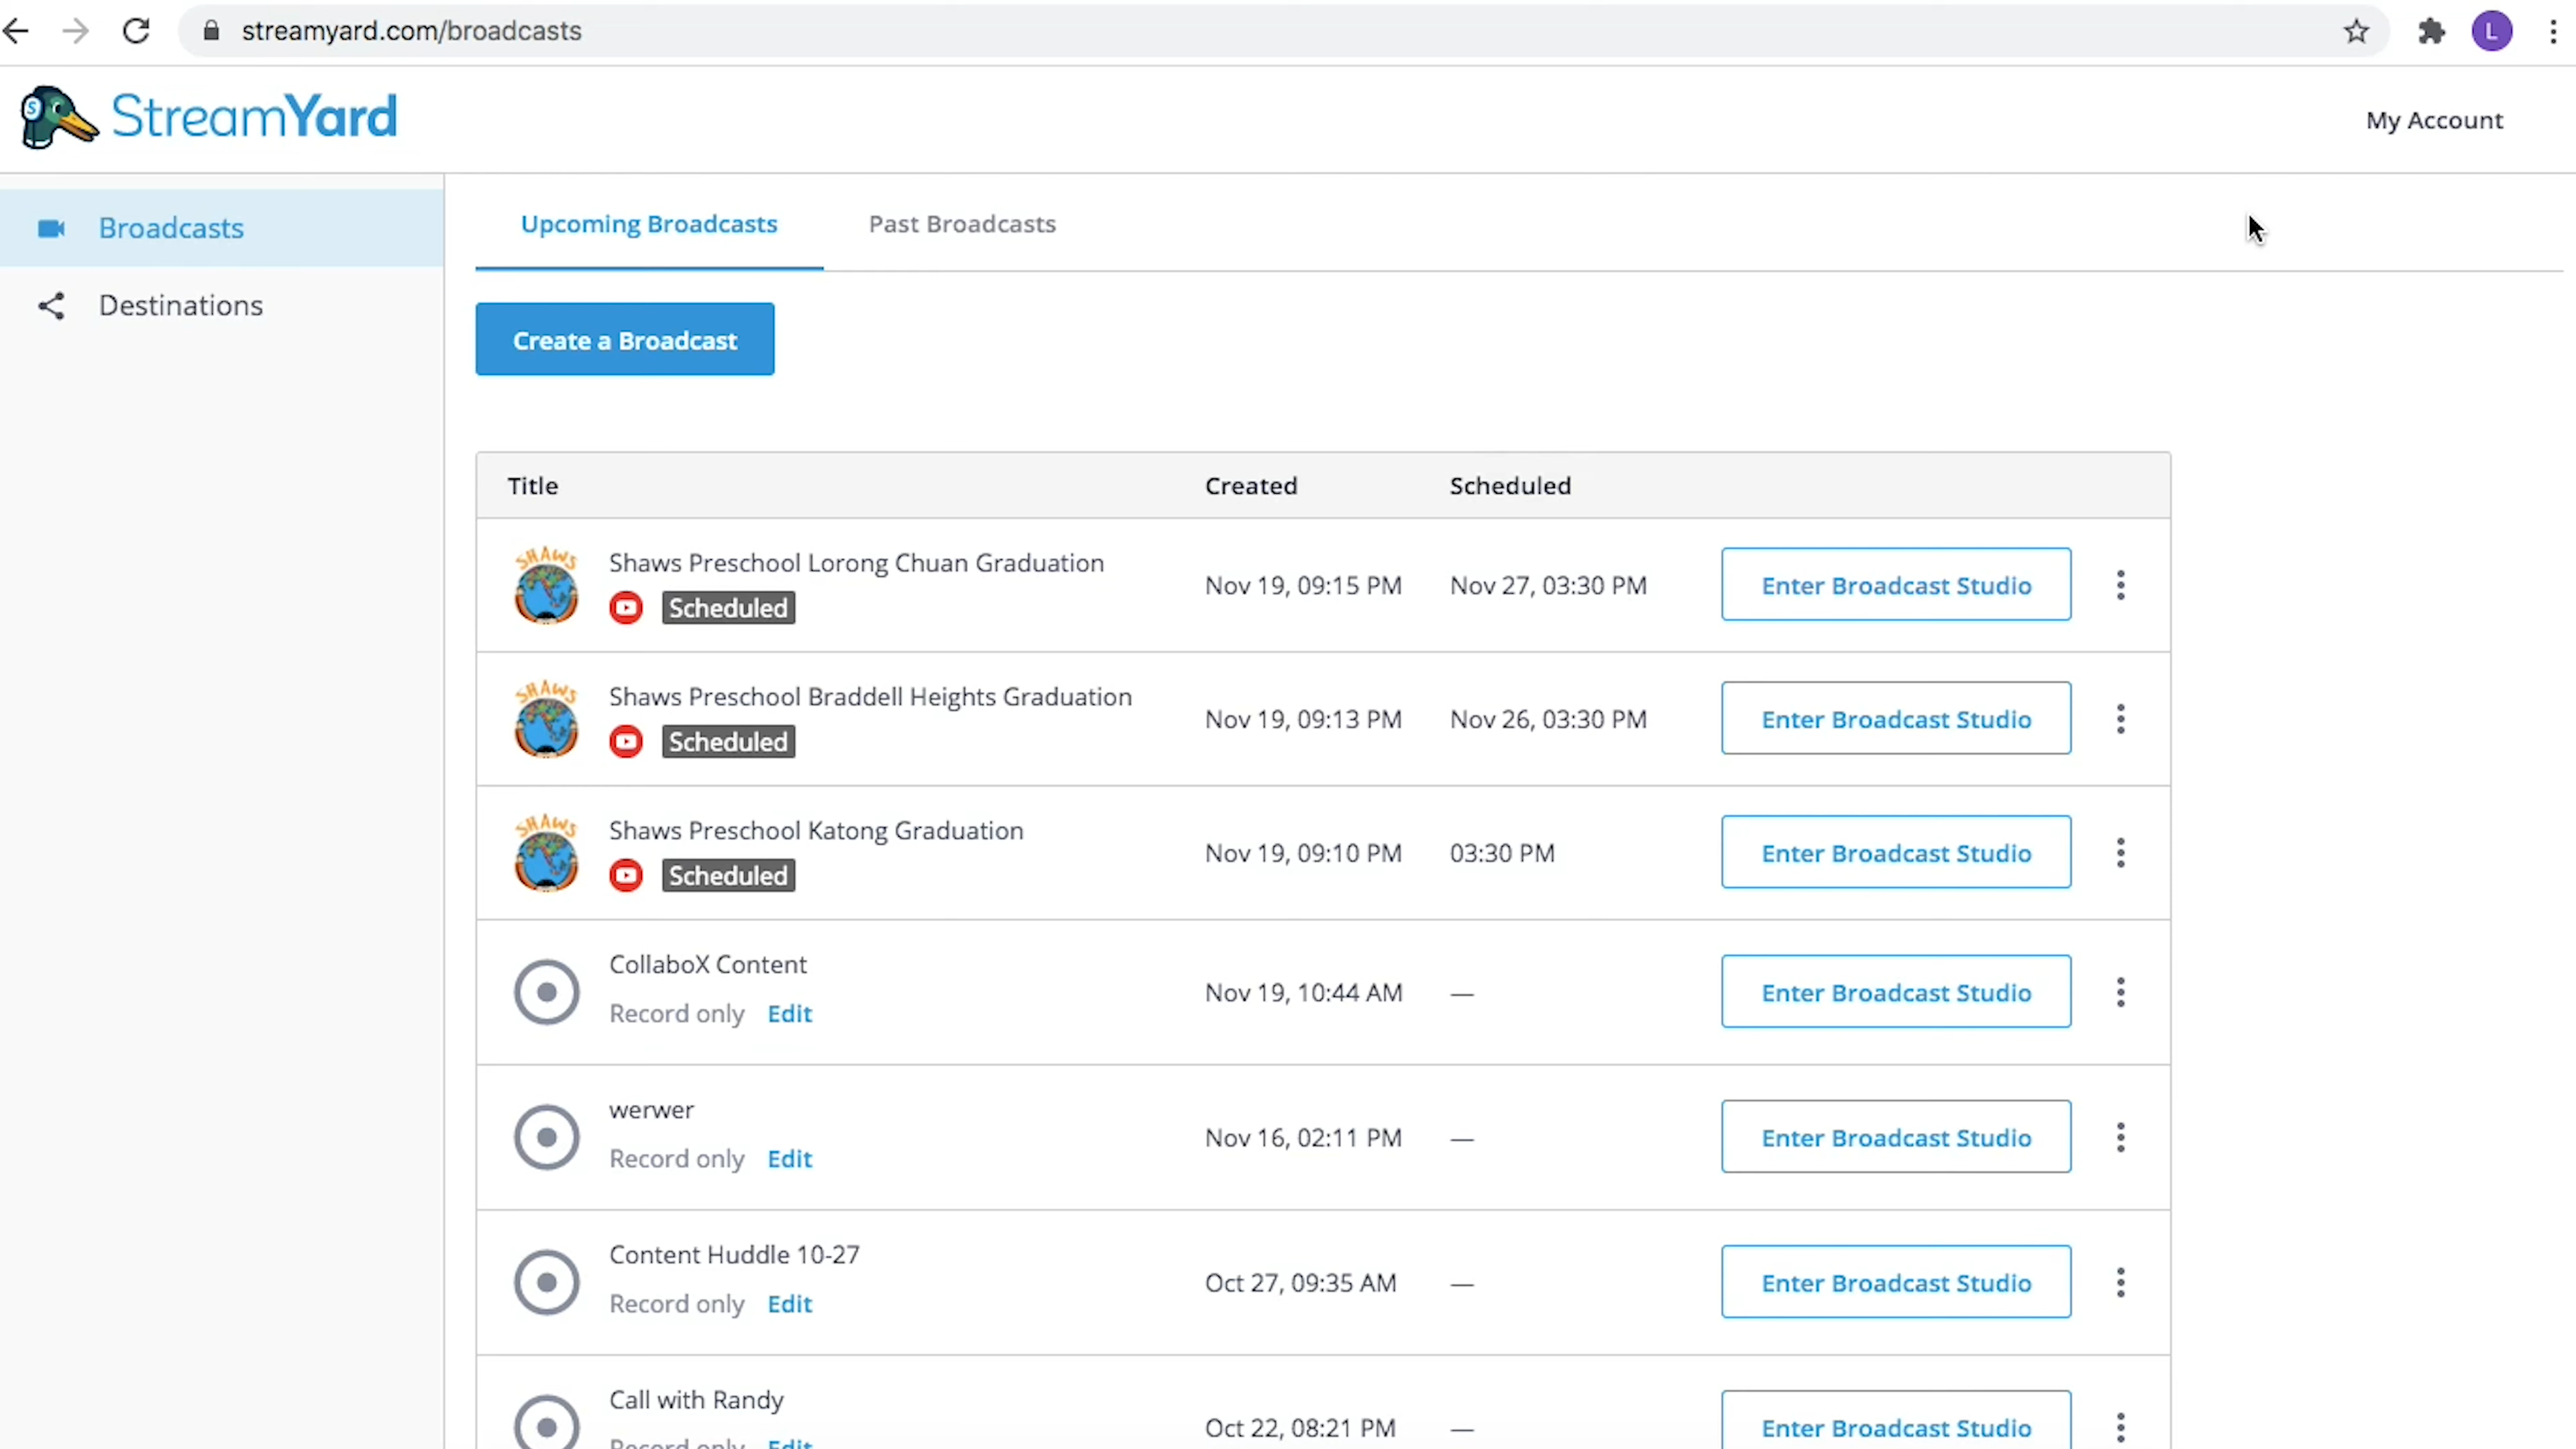 streamyard.com/broadcasts
L
S
StreamYard
My Account
Broadcasts
Destinations
Upcoming Broadcasts
Past Broadcasts
Create a Broadcast
Title Created Scheduled
SHAWS
Shaws Preschool Lorong Chuan Graduation
Scheduled
Nov 19, 09:15 PM
Nov 27, 03:30 PM
Enter Broadcast Studio
SHAWS
Shaws Preschool Braddell Heights Graduation
Scheduled
Nov 19, 09:13 PM
Nov 26, 03:30 PM
Enter Broadcast Studio
SHAWS
Shaws Preschool Katong Graduation
Scheduled
Nov 19, 09:10 PM
03:30 PM
Enter Broadcast Studio
CollaboX Content
Record only Edit
Nov 19, 10:44 AM
—
Enter Broadcast Studio
werwer
Record only Edit
Nov 16, 02:11 PM
—
Enter Broadcast Studio
Content Huddle 10-27
Record only Edit
Oct 27, 09:35 AM
—
Enter Broadcast Studio
Call with Randy
Record only Edit
Oct 22, 08:21 PM
—
Enter Broadcast Studio